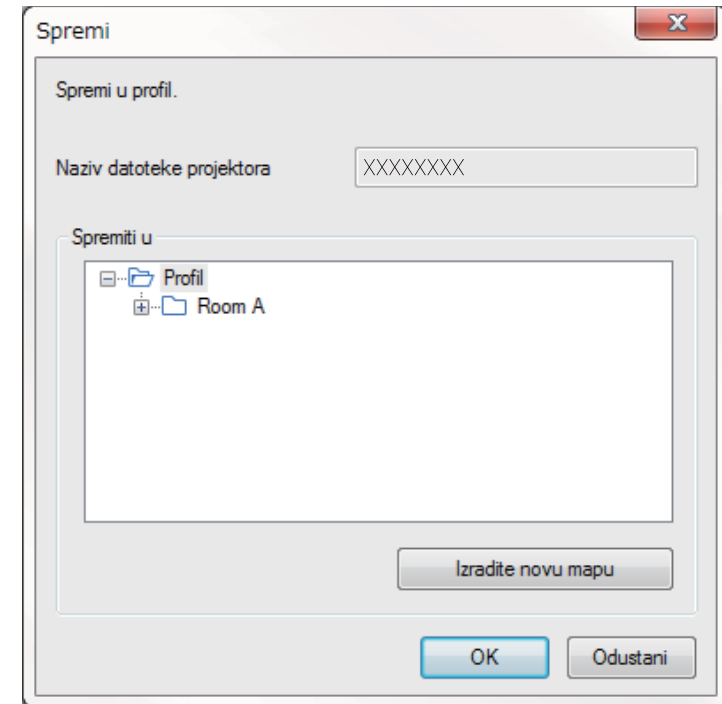 Spremi
Spremi u profil.
Naziv datoteke projektora XXXXXXXX
Spremiti u
Profil
Room A
Izradite novu mapu
OK Odustani